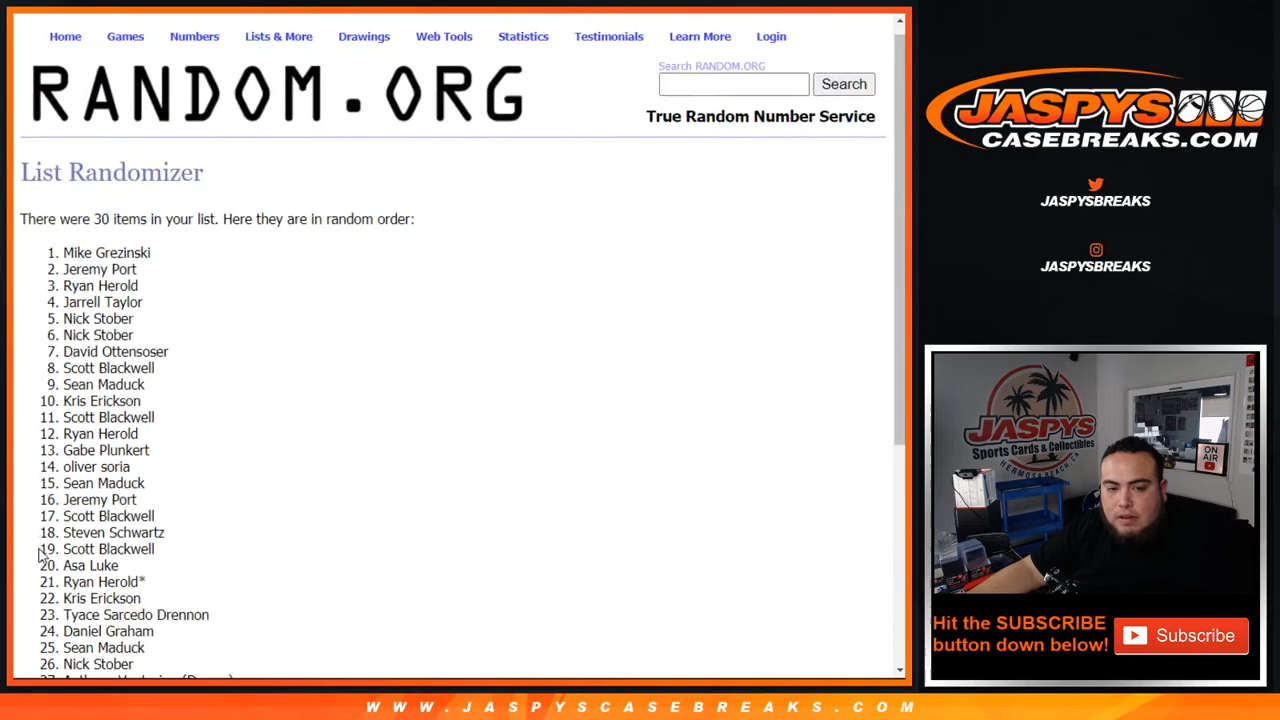 Home Games Numbers Lists & More Drawings Web Tools Statistics Testimonials Learn More Login
RANDOM.ORG
Search RANDOM.ORG
Search
True Random Number Service
List Randomizer
There were 30 items in your list. Here they are in random order:
1. Mike Grezinski
2. Jeremy Port
3. Ryan Herold
4. Jarrell Taylor
5. Nick Stober
6. Nick Stober
7. David Ottensoser
8. Scott Blackwell
9. Sean Maduck
10. Kris Erickson
11. Scott Blackwell
12. Ryan Herold
13. Gabe Plunkert
14. oliver soria
15. Sean Maduck
16. Jeremy Port
17. Scott Blackwell
18. Steven Schwartz
19. Scott Blackwell
20. Asa Luke
21. Ryan Herold*
22. Kris Erickson
23. Tyace Sarcedo Drennon
24. Daniel Graham
25. Sean Maduck
26. Nick Stober
JASPYS
CASEBREAKS.COM
JASPYSBREAKS
JASPYSBREAKS
JASPYS
Sports Cards & Collectibles
HERMOSA BEACH, CA
ON AIR
Hit the SUBSCRIBE
button down below!
Subscribe
WWW.JASPYSCASEBREAKS.COM